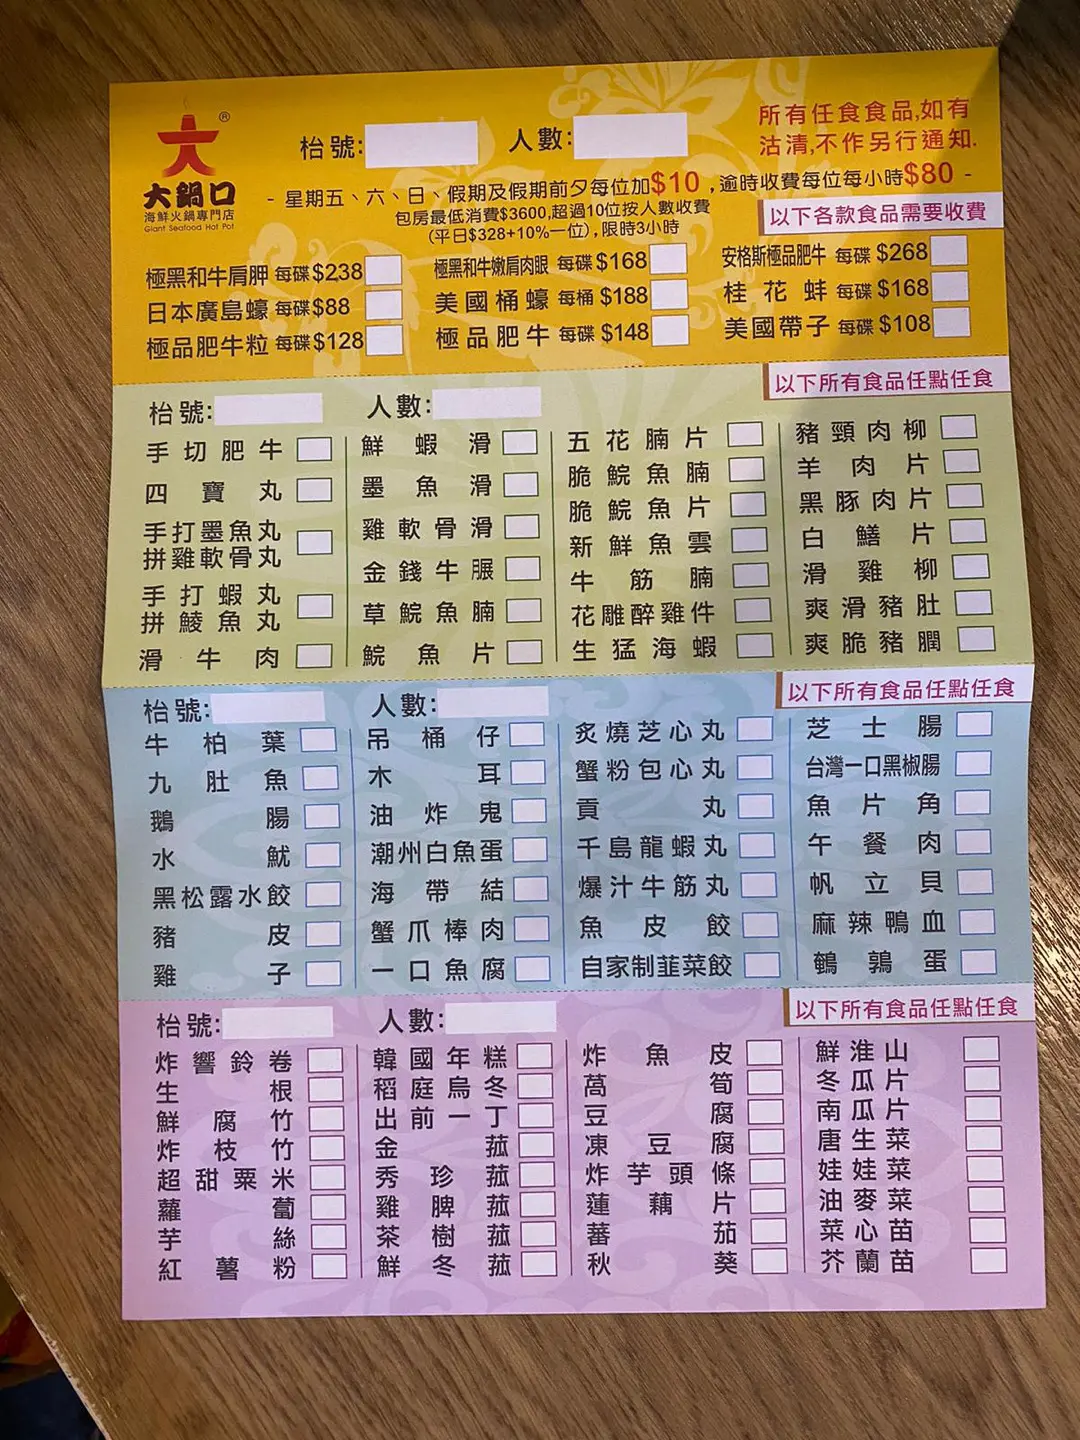 大®
大鍋口
海鮮火鍋專門店
Giant Seafood Hot Pot
枱號: 人數:
所有任食食品,如有
沽清,不作另行通知.
- 星期五、六、日、假期及假期前夕每位加$10 ,逾時收費每位每小時$80 -
包房最低消費$3600,超過10位按人數收費
(平日$328+10%一位),限時3小時
以下各款食品需要收費
極黑和牛肩胛 每碟$238
極黑和牛嫩肩肉眼 每碟 $168
安格斯極品肥牛 每碟 $268
日本廣島蠔 每碟$88
美國桶蠔 每桶 $188
桂花蚌 每碟 $168
極品肥牛粒 每碟$128
極品肥牛 每碟 $148
美國帶子 每碟 $108
以下所有食品任點任食
枱號: 人數:
手切肥牛
四寶丸
手打墨魚丸
拼雞軟骨丸
手打蝦丸
拼鯪魚丸
滑牛肉
鮮蝦滑
墨魚滑
雞軟骨滑
金錢牛𦟌
草鯇魚腩
鯇魚片
五花腩片
脆鯇魚腩
脆鯇魚片
新鮮魚雲
牛筋腩
花雕醉雞件
生猛海蝦
豬頸肉柳
羊肉片
黑豚肉片
白鱔片
滑雞柳
爽滑豬肚
爽脆豬膶
以下所有食品任點任食
枱號: 人數:
牛柏葉
九肚魚
鵝腸
水魷
黑松露水餃
豬皮
雞子
吊桶仔
木耳
油炸鬼
潮州白魚蛋
海帶結
蟹爪棒肉
一口魚腐
炙燒芝心丸
蟹粉包心丸
貢丸
千島龍蝦丸
爆汁牛筋丸
魚皮餃
自家制韮菜餃
芝士腸
台灣一口黑椒腸
魚片角
午餐肉
帆立貝
麻辣鴨血
鵪鶉蛋
以下所有食品任點任食
枱號: 人數:
炸響鈴卷
生根
鮮腐竹
炸枝竹
超甜粟米
蘿蔔
芋絲
紅薯粉
韓國年糕
稻庭烏冬
出前一丁
金菰
秀珍菰
雞脾菰
茶樹菰
鮮冬菰
炸魚皮
萵筍
豆腐
凍豆腐
炸芋頭條
蓮藕片
蕃茄
秋葵
鮮淮山
冬瓜片
南瓜片
唐生菜
娃娃菜
油麥菜
菜心苗
芥蘭苗